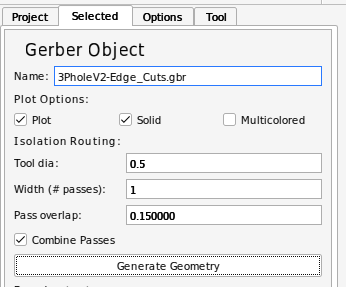 Project Selected Options Tool
Gerber Object
Name: 3PholeV2-Edge_Cuts.gbr
Plot Options:
Plot Solid Multicolored
Isolation Routing:
Tool dia: 0.5
Width (# passes): 1
Pass overlap: 0.150000
Combine Passes
Generate Geometry